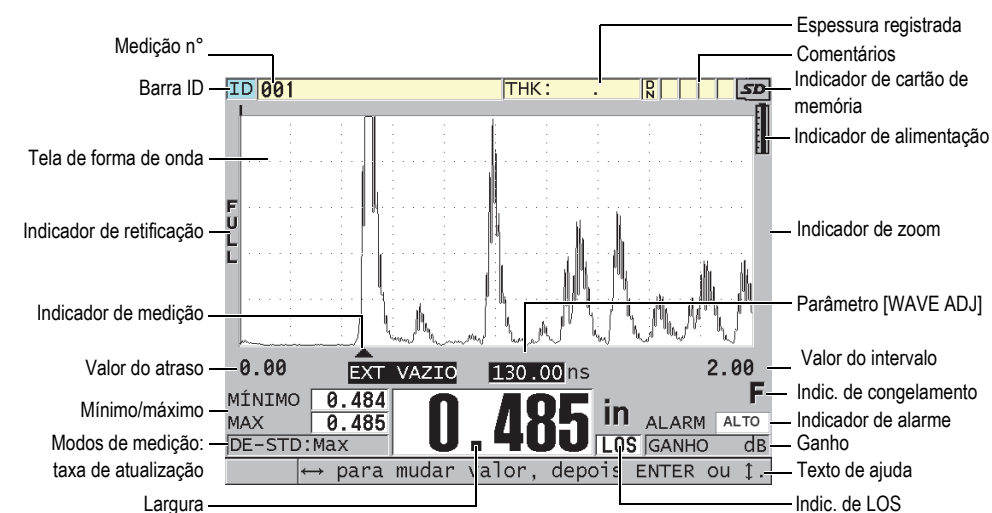 Espessura registrada
Medição n°
Comentários
Barra ID
Indicador de cartão de
memória
ID 001 THK: . DN SD
Indicador de alimentação
Tela de forma de onda
FULL
Indicador de retificação
Indicador de zoom
Indicador de medição
Parâmetro [WAVE ADJ]
Valor do atraso
0.00 EXT VAZIO 130.00 ns 2.00
Valor do intervalo
Mínimo/máximo
MÍNIMO 0.484
MAX 0.485
0.485 in
F
Indic. de congelamento
ALARM ALTO
Indicador de alarme
Modos de medição:
taxa de atualização
DE-STD:Max
LOS GANHO dB
Ganho
↔ para mudar valor, depois ENTER ou ↕.
Texto de ajuda
Largura
Indic. de LOS